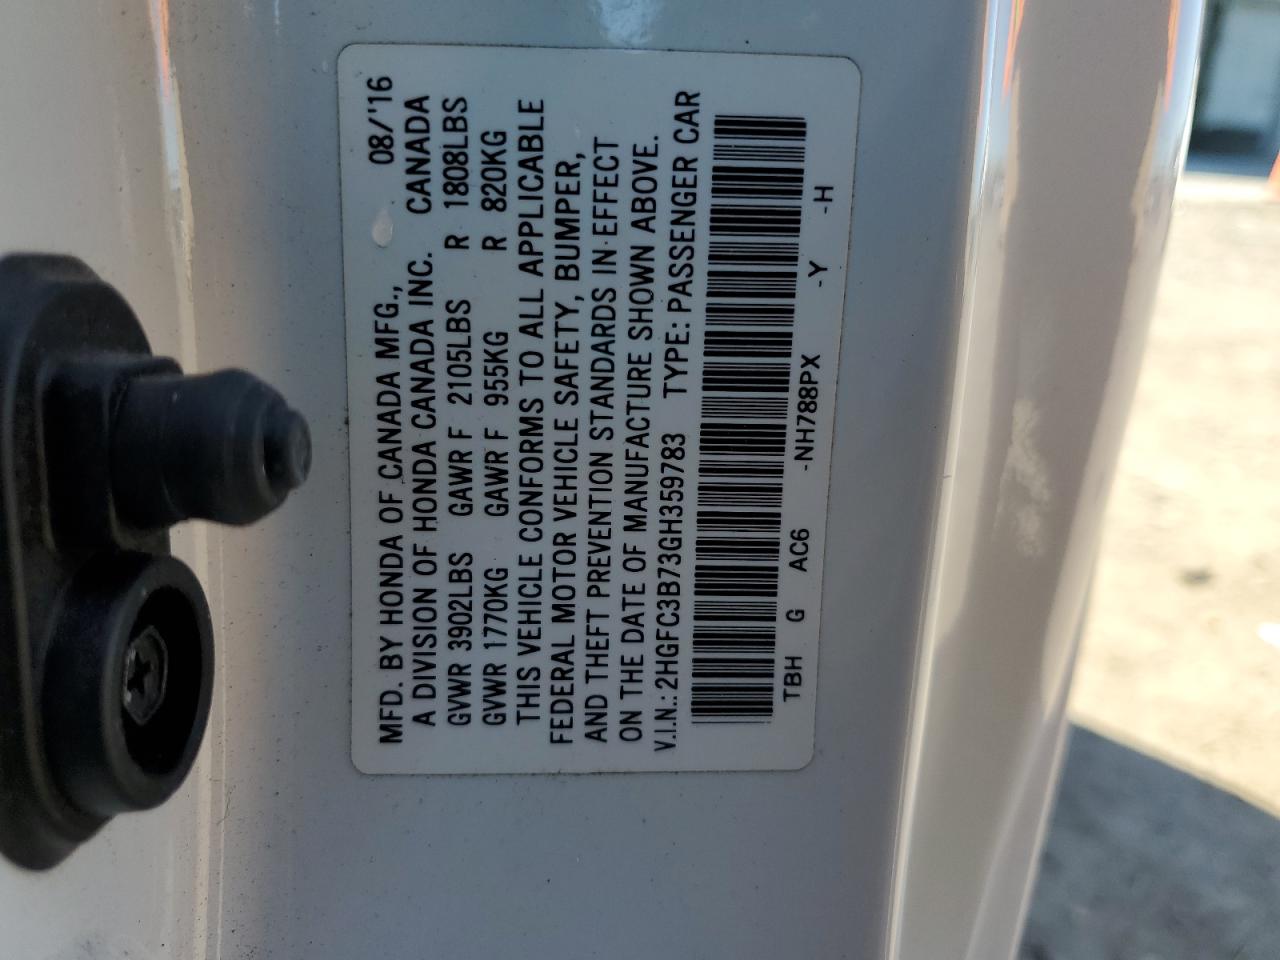 08/'16
MFD. BY HONDA OF CANADA MFG.,
A DIVISION OF HONDA CANADA INC. CANADA
GVWR 3902LBS GAWR F 2105LBS R 1808LBS
GVWR 1770KG GAWR F 955KG R 820KG
THIS VEHICLE CONFORMS TO ALL APPLICABLE
FEDERAL MOTOR VEHICLE SAFETY, BUMPER,
AND THEFT PREVENTION STANDARDS IN EFFECT
ON THE DATE OF MANUFACTURE SHOWN ABOVE.
V.I.N.: 2HGFC3B73GH359783 TYPE: PASSENGER CAR
TBH G AC6 -NH788PX -Y -H